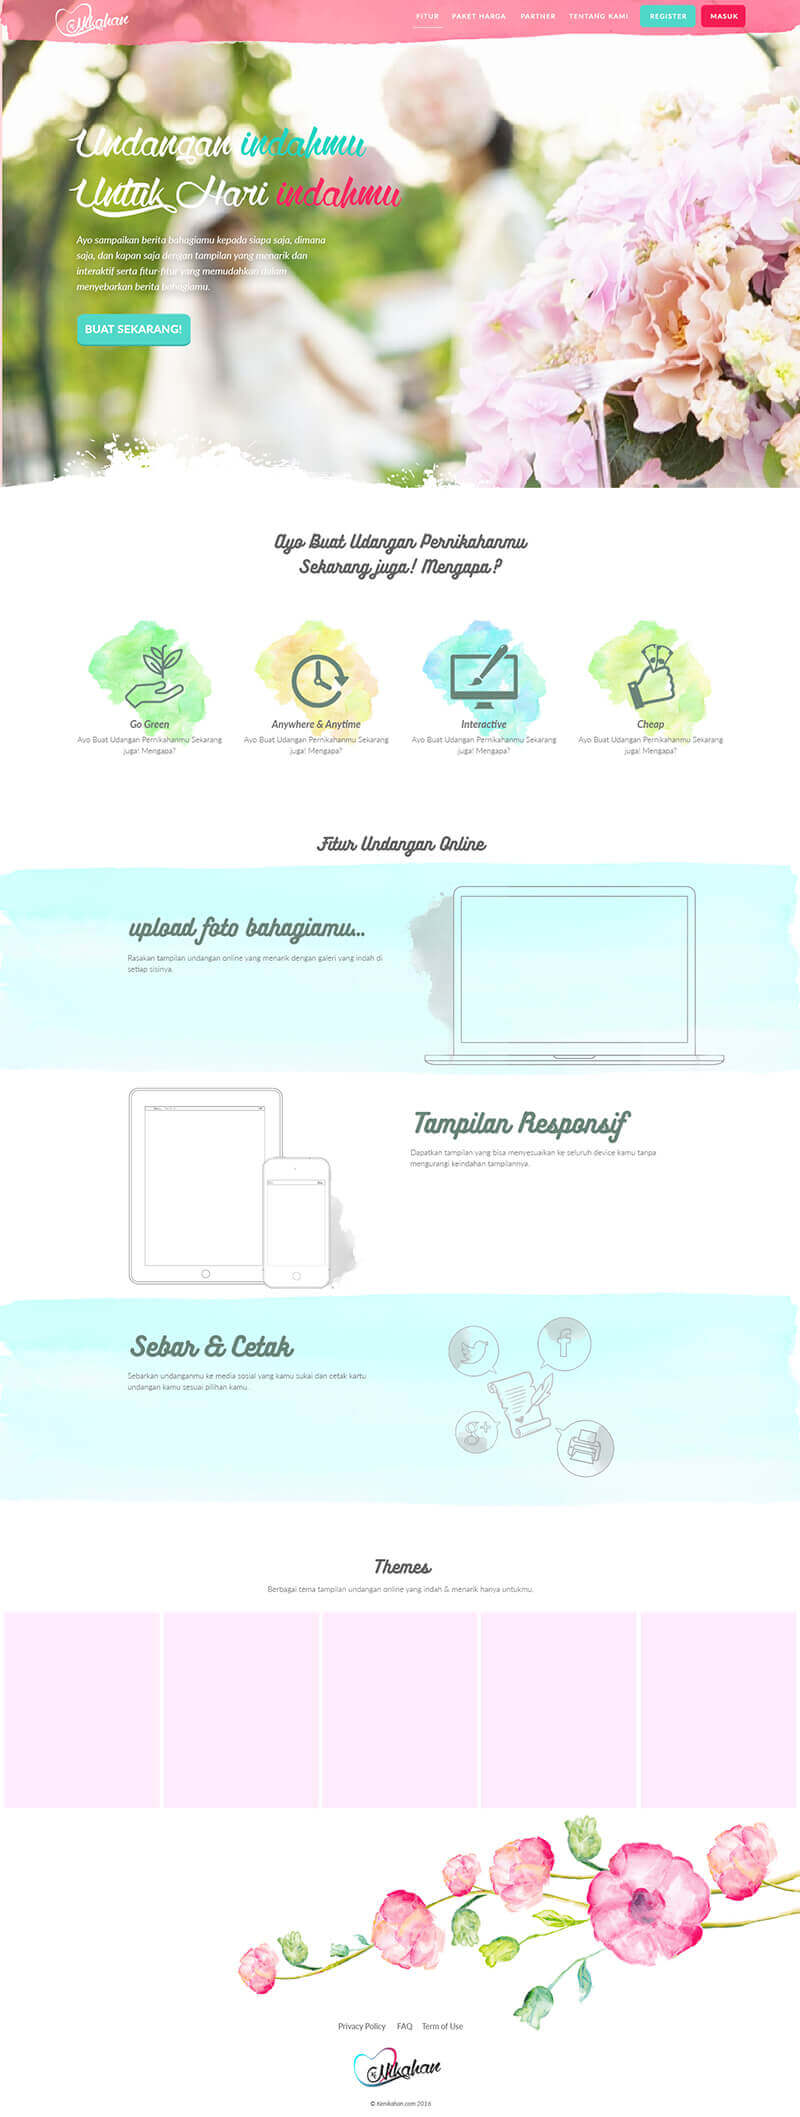 Ke Nikahan
FITUR PAKET HARGA PARTNER TENTANG KAMI REGISTER MASUK
Undangan indahmu
Untuk Hari indahmu
Ayo sampaikan berita bahagiamu kepada siapa saja, dimana
saja, dan kapan saja dengan tampilan yang menarik dan
interaktif serta fitur-fitur yang memudahkan dalam
menyebarkan berita bahagiamu.
BUAT SEKARANG!
Ayo Buat Udangan Pernikahanmu
Sekarang juga! Mengapa?
Go Green
Ayo Buat Udangan Pernikahanmu Sekarang
juga! Mengapa?
Anywhere & Anytime
Ayo Buat Udangan Pernikahanmu Sekarang
juga! Mengapa?
Interactive
Ayo Buat Udangan Pernikahanmu Sekarang
juga! Mengapa?
Cheap
Ayo Buat Udangan Pernikahanmu Sekarang
juga! Mengapa?
Fitur Undangan Online
upload foto bahagiamu...
Rasakan tampilan undangan online yang menarik dengan galeri yang indah di
setiap sisinya.
Tampilan Responsif
Dapatkan tampilan yang bisa menyesuaikan ke seluruh device kamu tanpa
mengurangi keindahan tampilannya.
Sebar & Cetak
Sebarkan undanganmu ke media sosial yang kamu sukai dan cetak kartu
undangan kamu sesuai pilihan kamu.
Themes
Berbagai tema tampilan undangan online yang indah & menarik hanya untukmu.
Privacy Policy FAQ Term of Use
Ke Nikahan
© Kenikahan.com 2016